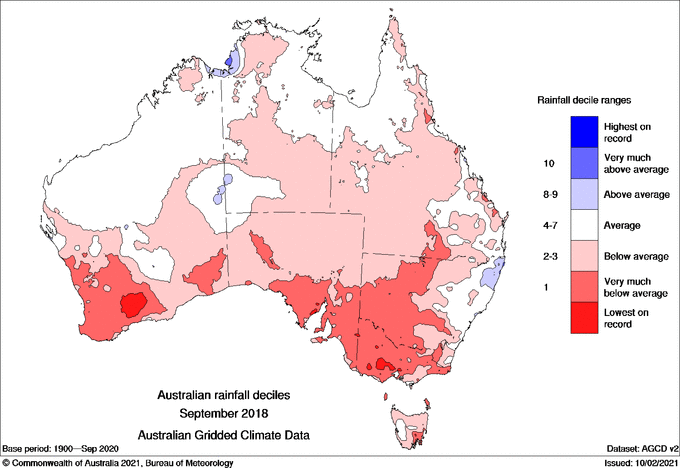 Rainfall decile ranges
Highest on
record
10
Very much
above average
8-9
Above average
4-7
Average
2-3
Below average
1
Very much
below average
Lowest on
record
Australian rainfall deciles
September 2018
Australian Gridded Climate Data
Base period: 1900—Sep 2020
Dataset: AGCD v2
© Commonwealth of Australia 2021, Bureau of Meteorology
Issued: 10/02/2021